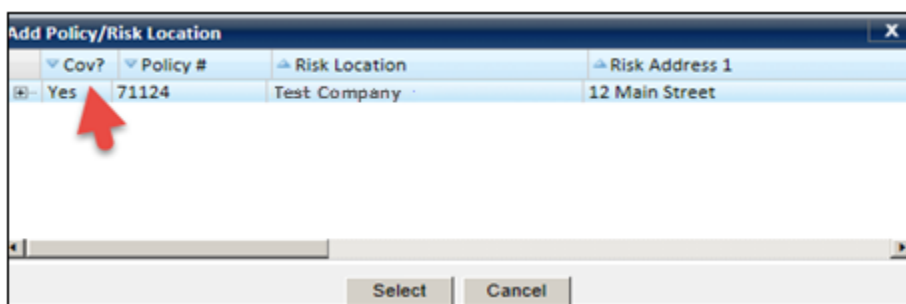 Add Policy/Risk Location X
Cov? Policy # Risk Location Risk Address 1
Yes 71124 Test Company 12 Main Street
Select Cancel